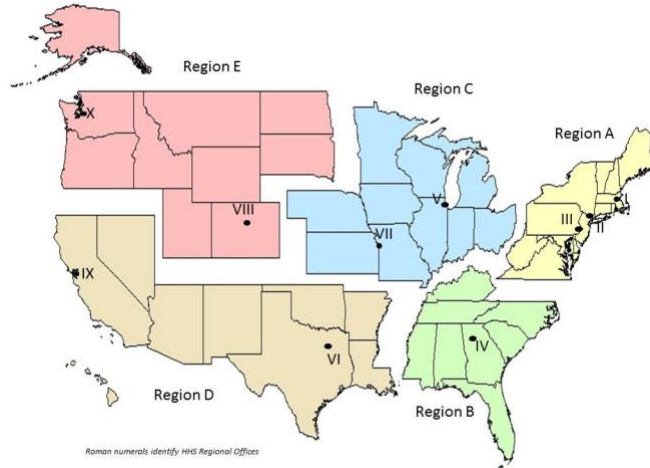 Region E
Region C
Region A
X
I
VIII
V
III
II
VII
IX
IV
VI
Region D
Region B
Roman numerals identify HHS Regional Offices